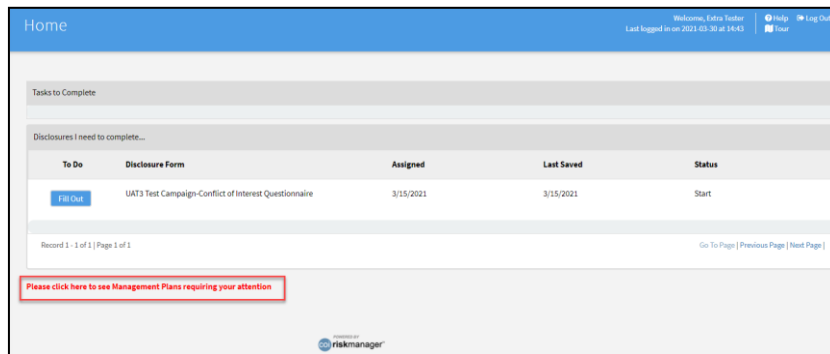 Home
Welcome, Extra Tester
Last logged in on 2021-03-30 at 14:43
Help Log Out
Tour
Tasks to Complete
Disclosures I need to complete...
To Do Disclosure Form Assigned Last Saved Status
Fill Out UAT3 Test Campaign-Conflict of Interest Questionnaire 3/15/2021 3/15/2021 Start
Record 1 - 1 of 1 | Page 1 of 1 Go To Page | Previous Page | Next Page |
Please click here to see Management Plans requiring your attention
POWERED BY
COI riskmanager